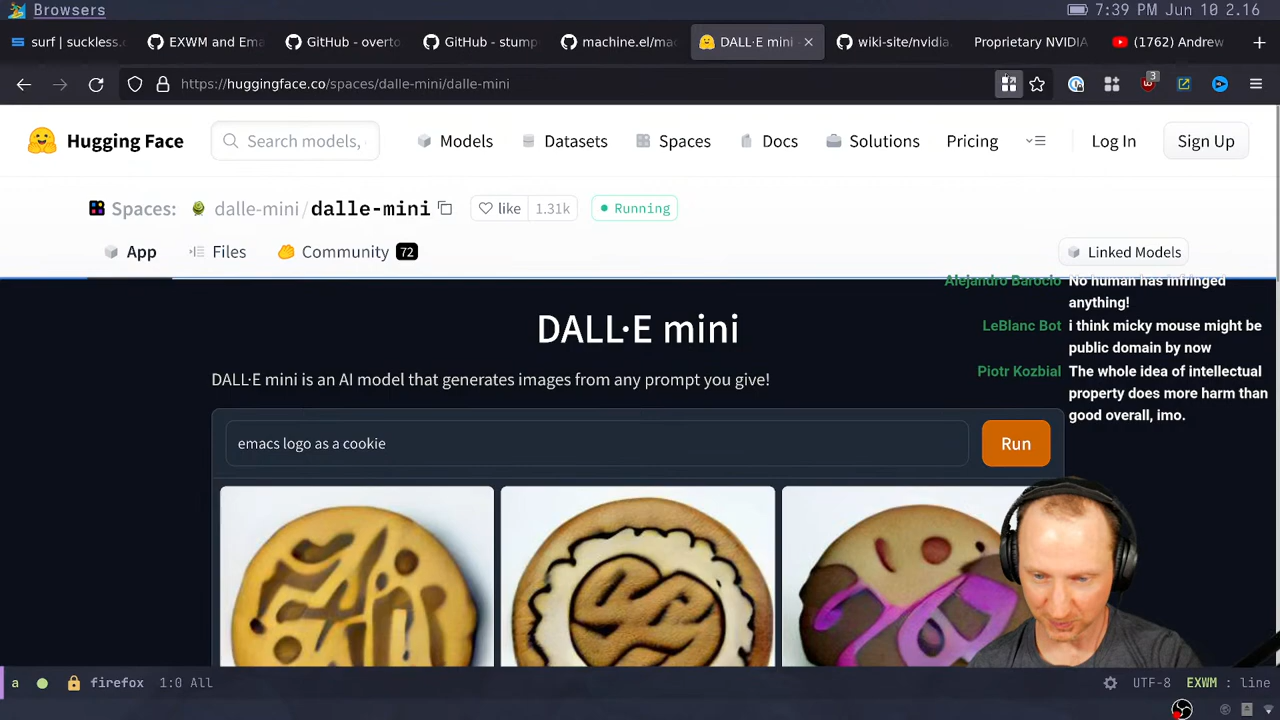 Browsers
7:39 PM Jun 10 2.16
surf | suckless.c
EXWM and Ema
GitHub - overto
GitHub - stump
machine.el/mac
DALL·E mini -
wiki-site/nvidia.
Proprietary NVIDIA
(1762) Andrew
https://huggingface.co/spaces/dalle-mini/dalle-mini
3
Hugging Face
Search models,
Models
Datasets
Spaces
Docs
Solutions
Pricing
Log In
Sign Up
Spaces:
dalle-mini/dalle-mini
like
1.31k
Running
App
Files
Community
72
Linked Models
Alejandro Barocio No human has infringed
anything!
LeBlanc Bot i think micky mouse might be
public domain by now
Piotr Kozbial The whole idea of intellectual
property does more harm than
good overall, imo.
DALL·E mini
DALL·E mini is an AI model that generates images from any prompt you give!
emacs logo as a cookie
Run
a
firefox
1:0 All
UTF-8
EXWM : line